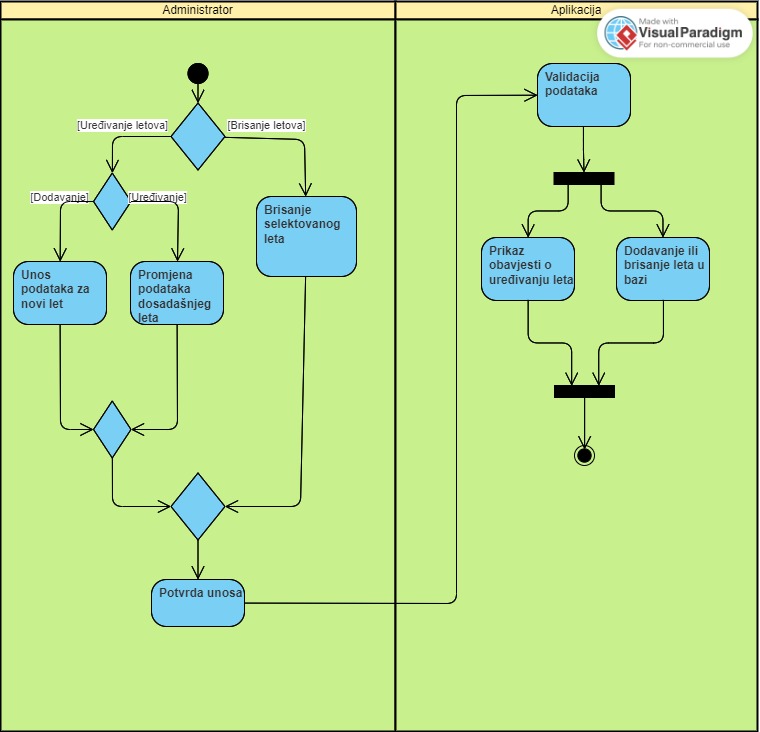 Administrator
Aplikacija
Made with
VisualParadigm
For non-commercial use
Validacija
podataka
[Uređivanje letova]
[Brisanje letova]
[Dodavanje]
[Uređivanje]
Brisanje
selektovanog
leta
Unos
podataka za
novi let
Promjena
podataka
dosadašnjeg
leta
Prikaz
obavjesti o
uređivanju leta
Dodavanje ili
brisanje leta u
bazi
Potvrda unosa